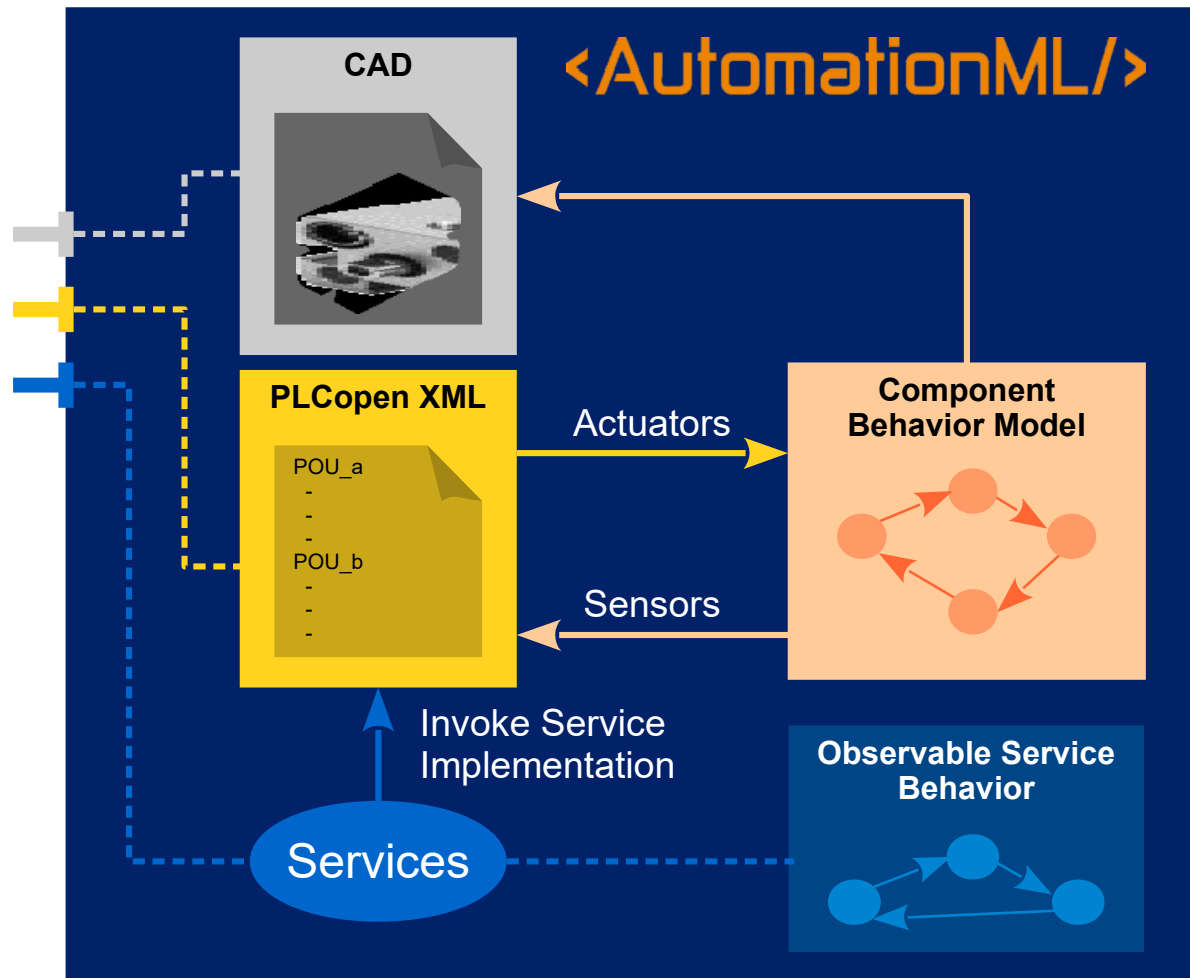 CAD
<AutomationML/>
PLCopen XML
POU_a
-
-
-
POU_b
-
-
-
Actuators
Sensors
Component
Behavior Model
Invoke Service
Implementation
Services
Observable Service
Behavior